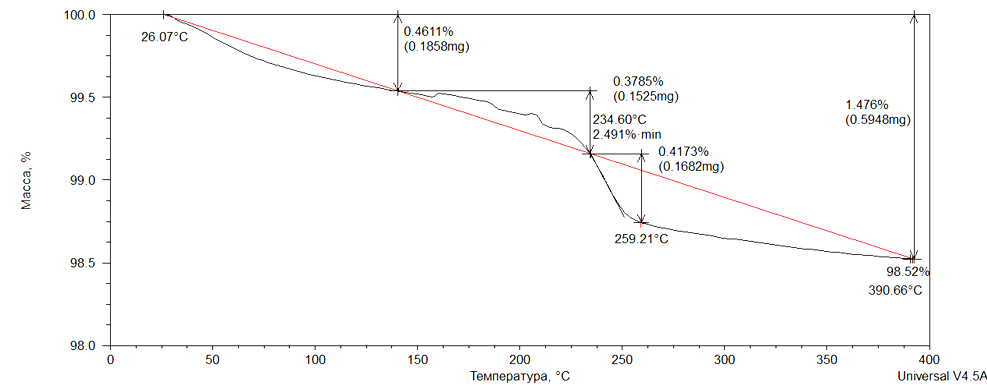 100.0
99.5
99.0
98.5
98.0
Масса, %
26.07°C
0.4611%
(0.1858mg)
0.3785%
(0.1525mg)
234.60°C
2.491%·min
0.4173%
(0.1682mg)
259.21°C
1.476%
(0.5948mg)
98.52%
390.66°C
0
50
100
150
200
250
300
350
400
Температура, °C
Universal V4.5A